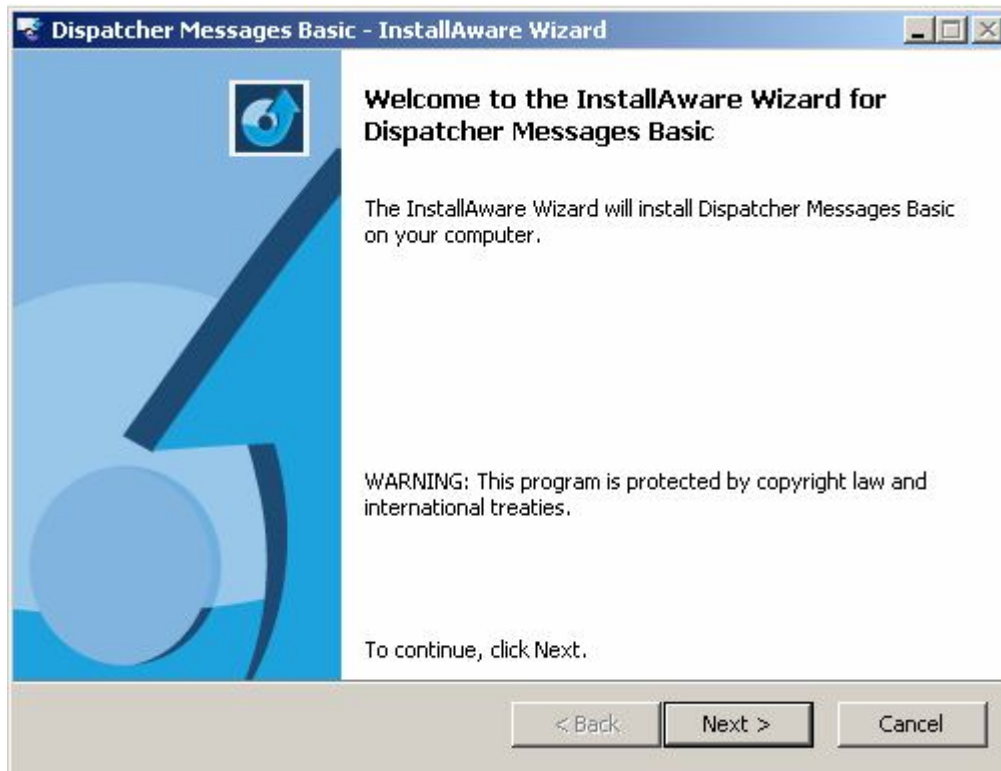 Dispatcher Messages Basic - InstallAware Wizard
Welcome to the InstallAware Wizard for
Dispatcher Messages Basic
The InstallAware Wizard will install Dispatcher Messages Basic
on your computer.
WARNING: This program is protected by copyright law and
international treaties.
To continue, click Next.
< Back Next > Cancel